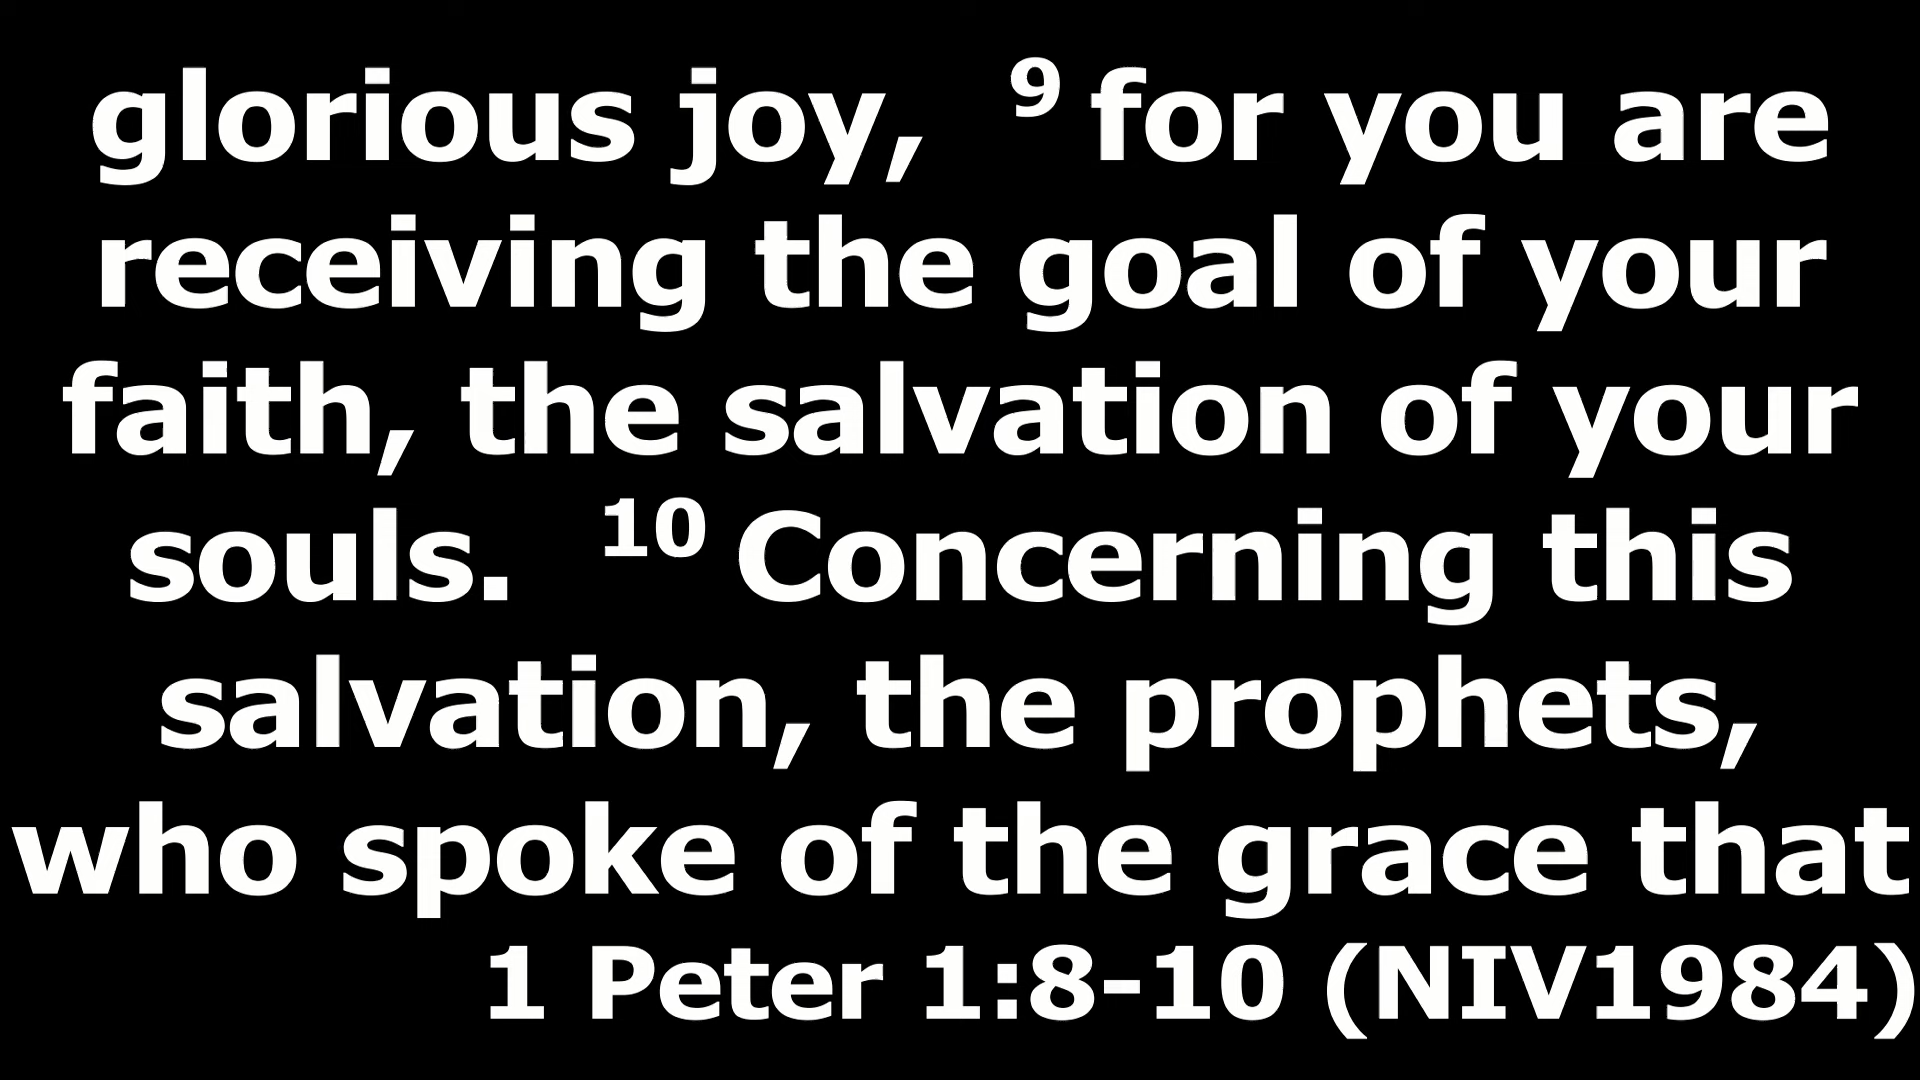 glorious joy, ⁹ for you are
receiving the goal of your
faith, the salvation of your
souls. ¹⁰ Concerning this
salvation, the prophets,
who spoke of the grace that
1 Peter 1:8-10 (NIV1984)